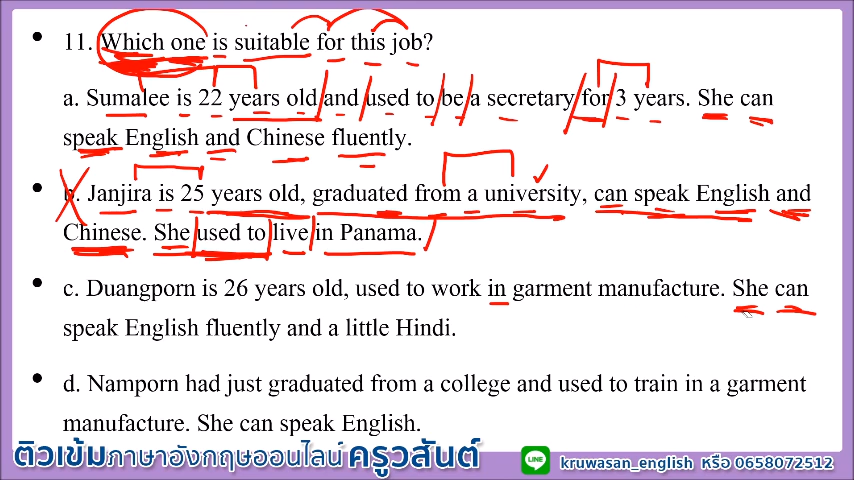 • 11. Which one is suitable for this job?
a. Sumalee is 22 years old and used to be a secretary for 3 years. She can
speak English and Chinese fluently.
• b. Janjira is 25 years old, graduated from a university, can speak English and
Chinese. She used to live in Panama.
• c. Duangporn is 26 years old, used to work in garment manufacture. She can
speak English fluently and a little Hindi.
• d. Namporn had just graduated from a college and used to train in a garment
manufacture. She can speak English.
ติวเข้มภาษาอังกฤษออนไลน์ ครูวสันต์
LINE kruwasan_english หรือ 0658072512